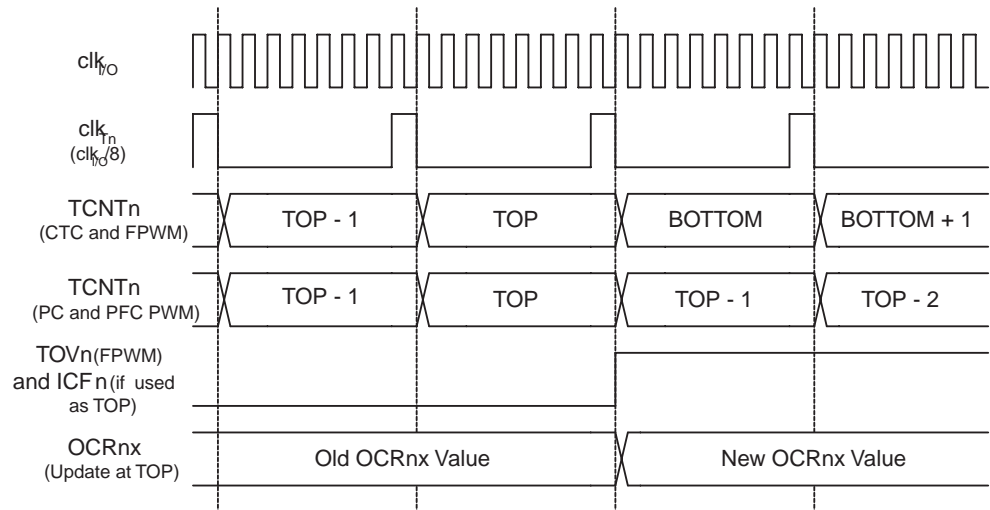 clkI/O
clkTn
(clkI/O/8)
TCNTn
(CTC and FPWM)
TOP - 1
TOP
BOTTOM
BOTTOM + 1
TCNTn
(PC and PFC PWM)
TOP - 1
TOP
TOP - 1
TOP - 2
TOVn(FPWM)
and ICFn(if used
as TOP)
OCRnx
(Update at TOP)
Old OCRnx Value
New OCRnx Value